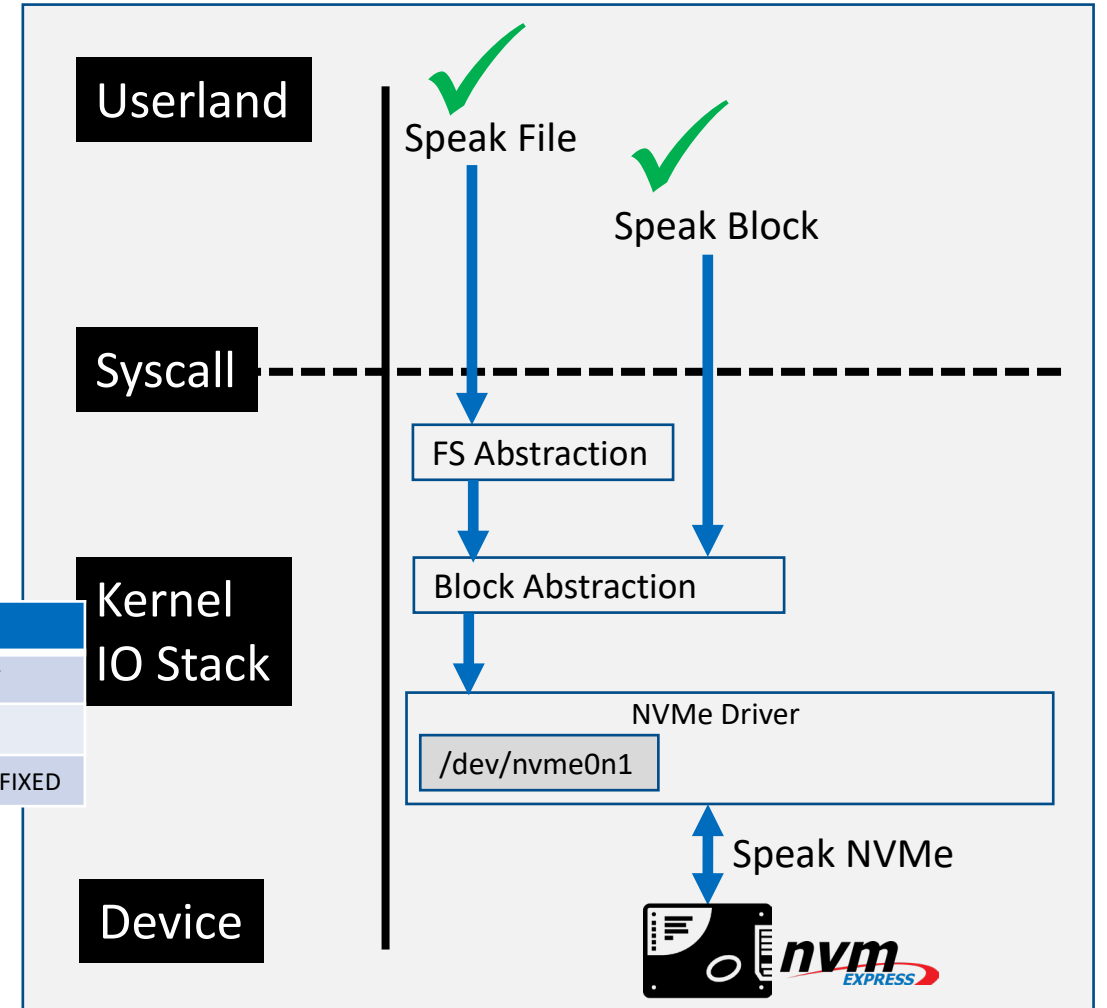 Userland
Speak File
Speak Block
Syscall
FS Abstraction
Kernel
IO Stack
Block Abstraction
FIXED
NVMe Driver
/dev/nvme0n1
Speak NVMe
Device
nvm
EXPRESS